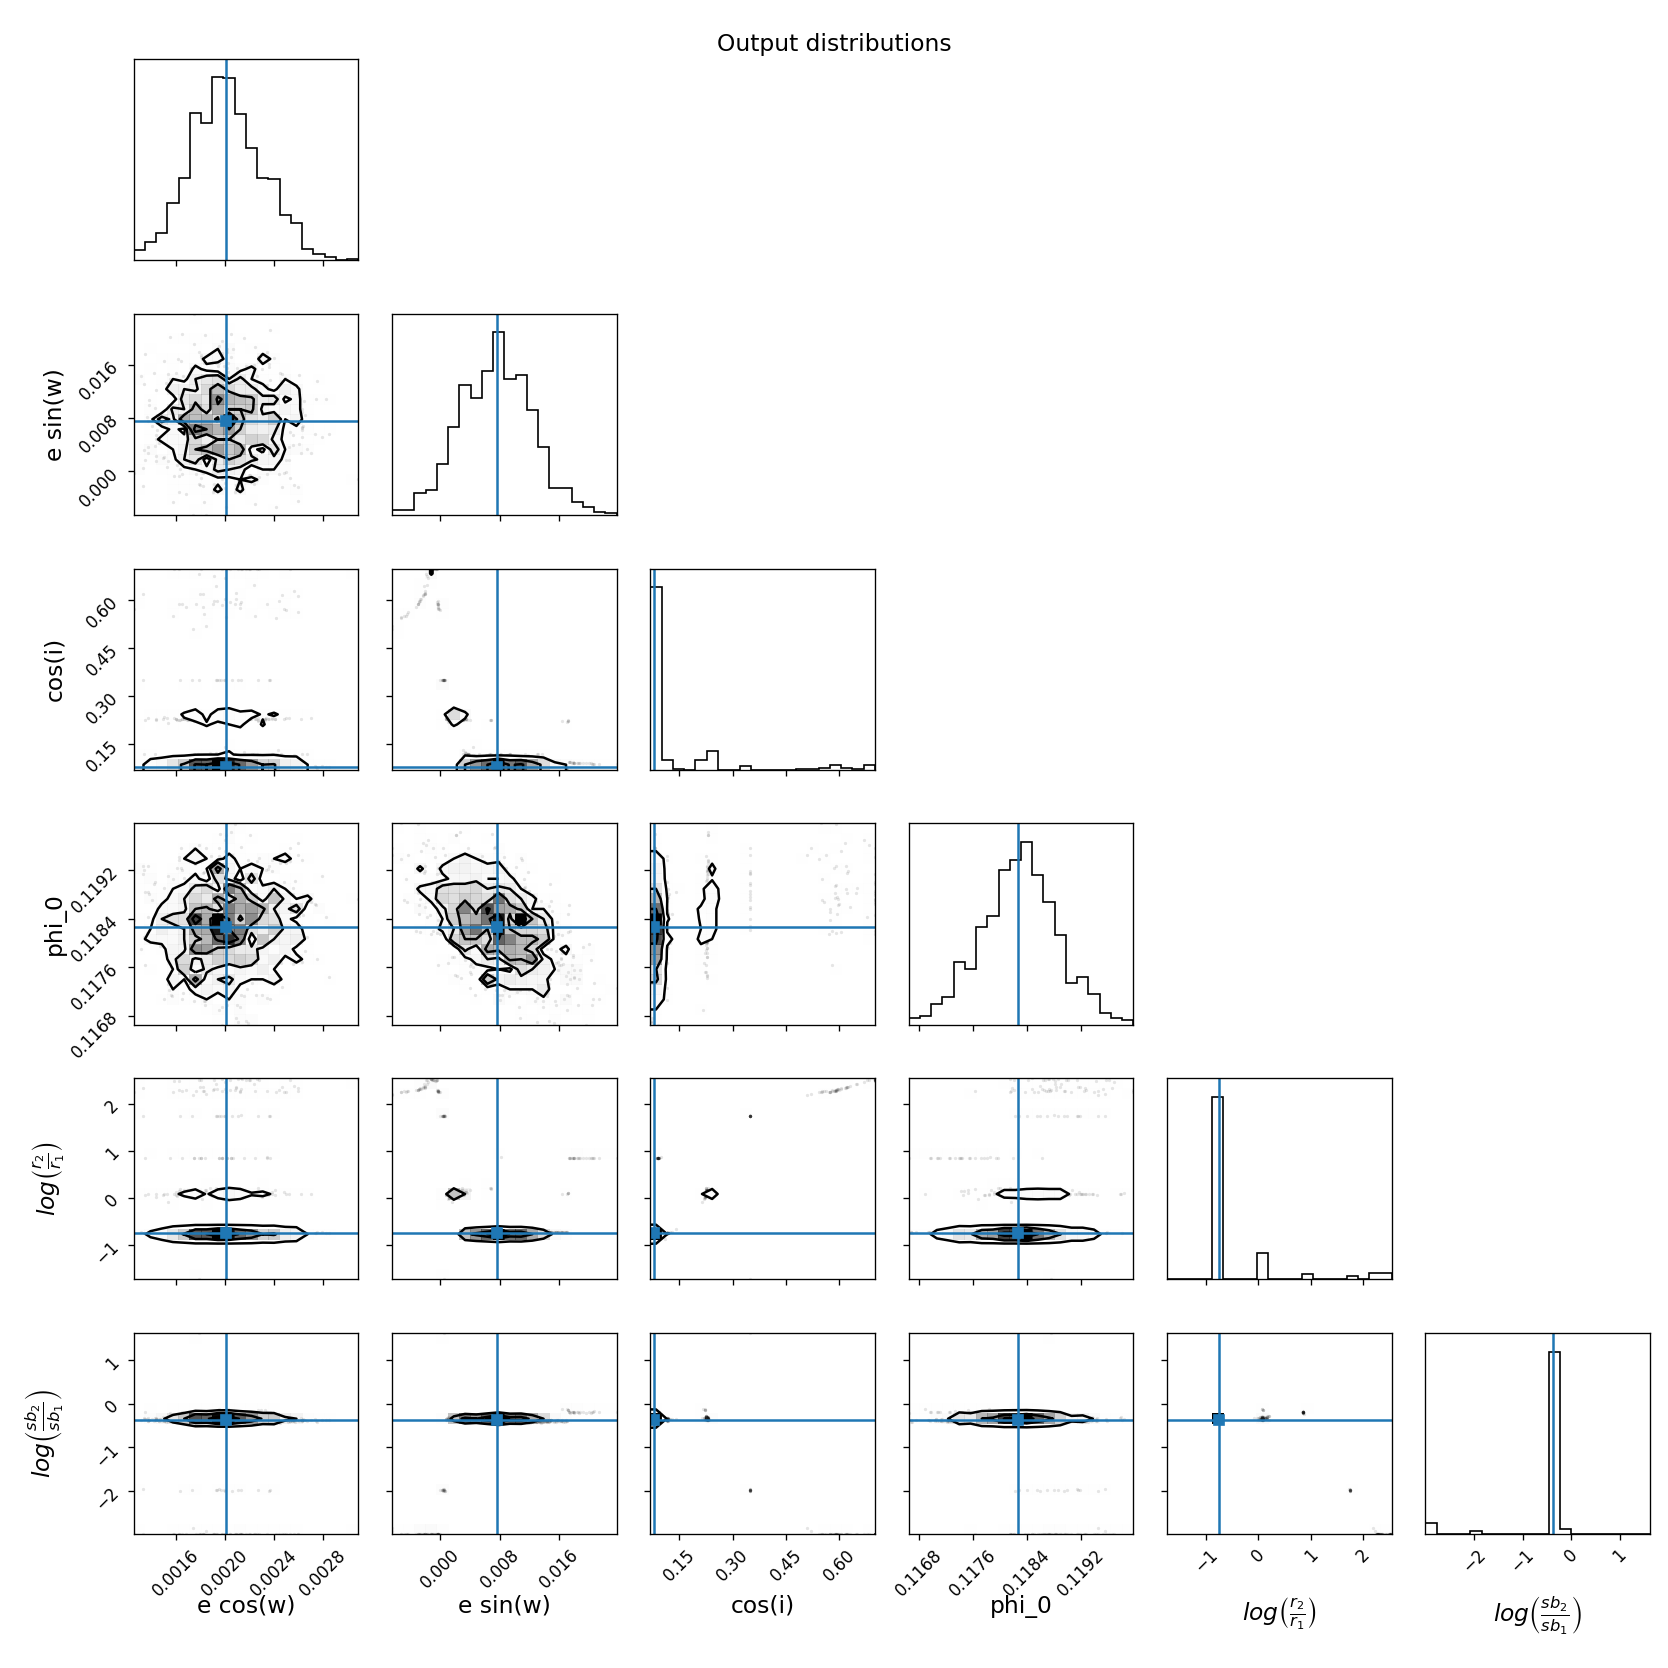 Output distributions
e sin(w)
0.016
0.008
0.000
cos(i)
0.60
0.45
0.30
0.15
phi_0
0.1192
0.1184
0.1176
0.1168
log(r2/r1)
2
1
0
−1
log(sb2/sb1)
1
0
−1
−2
0.0016 0.0020 0.0024 0.0028
0.000 0.008 0.016
0.15 0.30 0.45 0.60
0.1168 0.1176 0.1184 0.1192
−1 0 1 2
−2 −1 0 1
e cos(w)
e sin(w)
cos(i)
phi_0
log(r2/r1)
log(sb2/sb1)